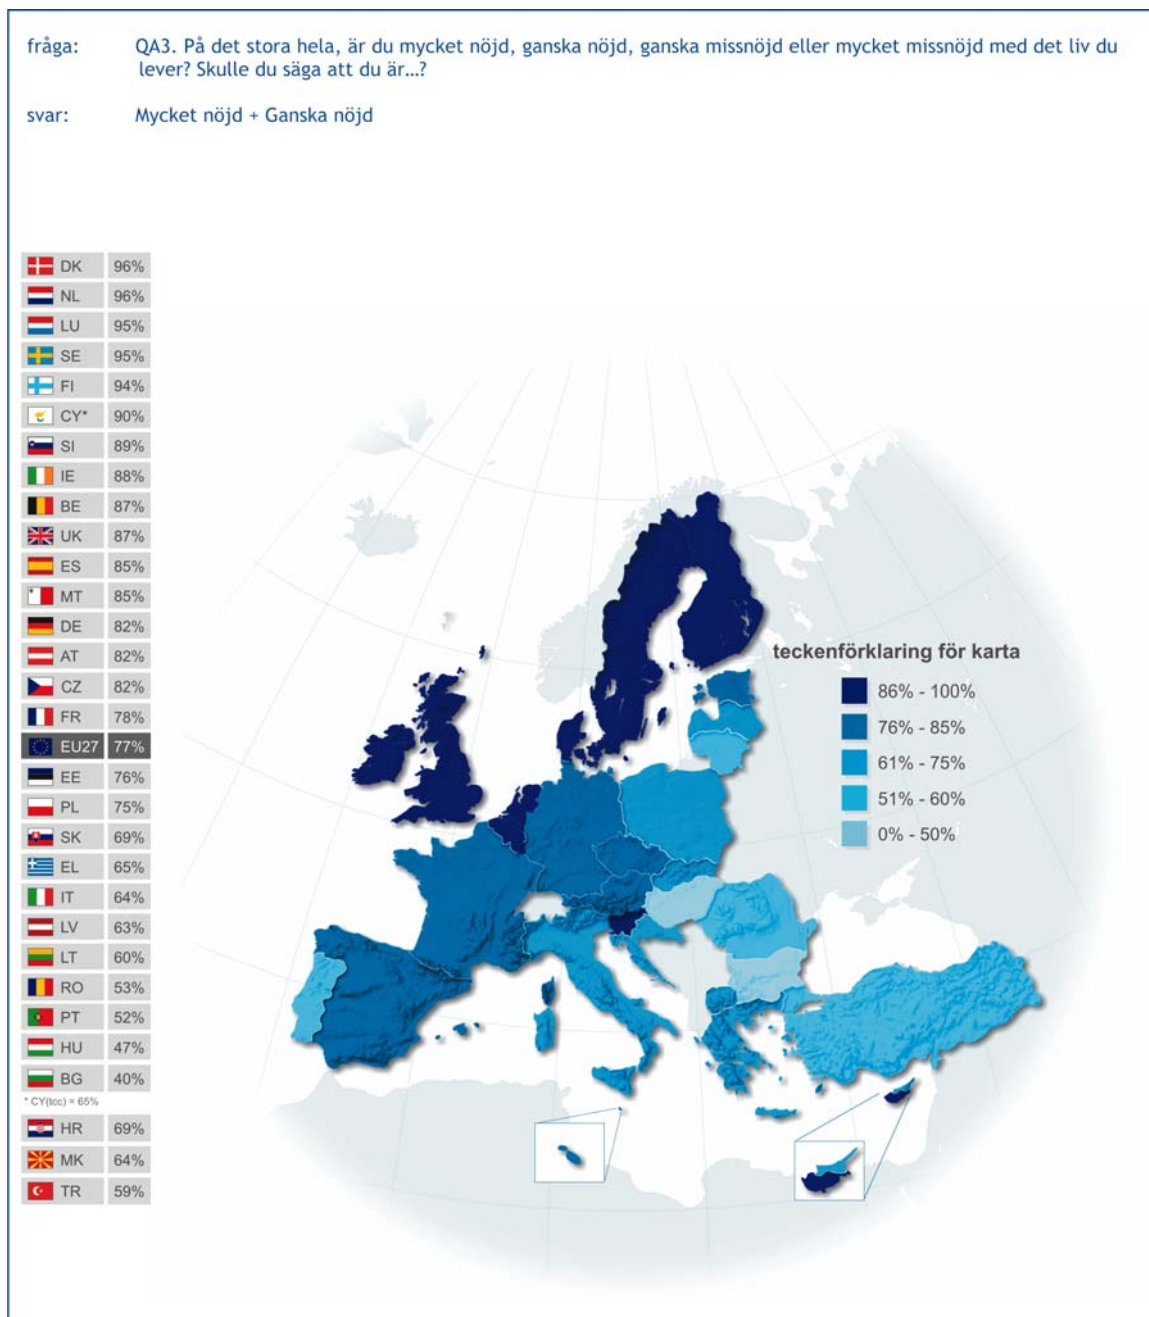 fråga: QA3. På det stora hela, är du mycket nöjd, ganska nöjd, ganska missnöjd eller mycket missnöjd med det liv du
lever? Skulle du säga att du är…?
svar: Mycket nöjd + Ganska nöjd
DK 96%
NL 96%
LU 95%
SE 95%
FI 94%
CY* 90%
SI 89%
IE 88%
BE 87%
UK 87%
ES 85%
MT 85%
DE 82%
AT 82%
CZ 82%
FR 78%
EU27 77%
EE 76%
PL 75%
SK 69%
EL 65%
IT 64%
LV 63%
LT 60%
RO 53%
PT 52%
HU 47%
BG 40%
* CY(tcc) = 65%
HR 69%
MK 64%
TR 59%
teckenförklaring för karta
86% - 100%
76% - 85%
61% - 75%
51% - 60%
0% - 50%